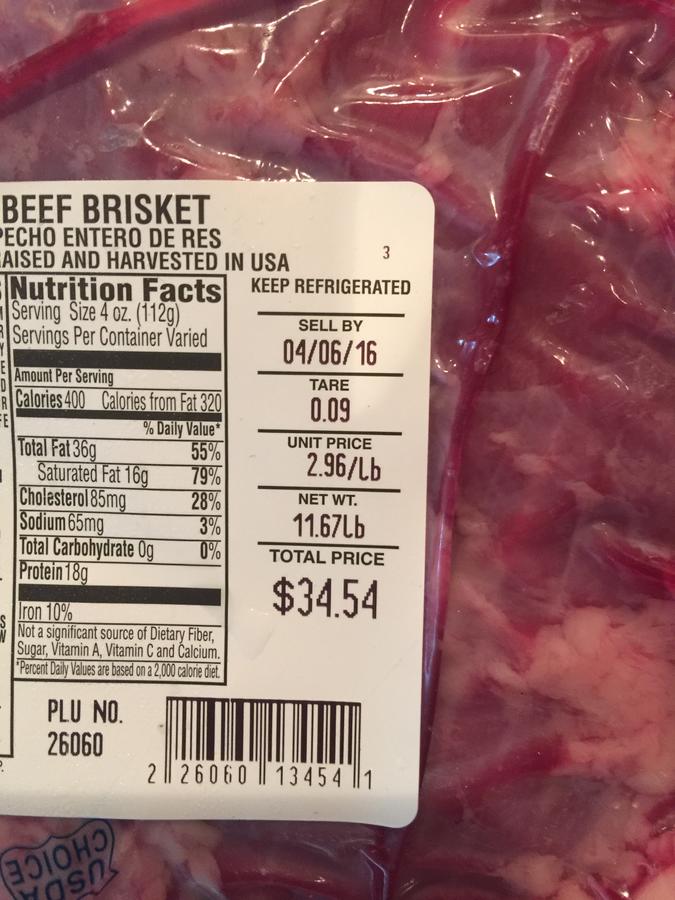 BEEF BRISKET
PECHO ENTERO DE RES
RAISED AND HARVESTED IN USA
3
KEEP REFRIGERATED
Nutrition Facts
Serving Size 4 oz. (112g)
Servings Per Container Varied
Amount Per Serving
Calories 400 Calories from Fat 320
% Daily Value*
Total Fat 36g 55%
Saturated Fat 16g 79%
Cholesterol 85mg 28%
Sodium 65mg 3%
Total Carbohydrate 0g 0%
Protein 18g
Iron 10%
Not a significant source of Dietary Fiber,
Sugar, Vitamin A, Vitamin C and Calcium.
*Percent Daily Values are based on a 2,000 calorie diet.
SELL BY
04/06/16
TARE
0.09
UNIT PRICE
2.96/Lb
NET WT.
11.67Lb
TOTAL PRICE
$34.54
PLU NO.
26060
2 26060 13454 1
USDA
CHOICE